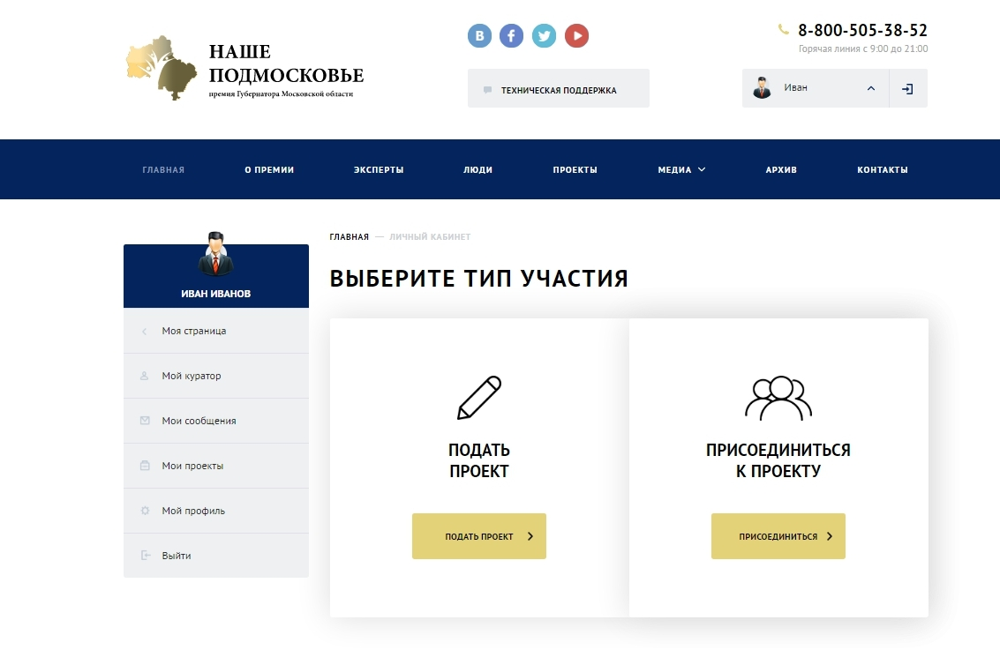 НАШЕ
ПОДМОСКОВЬЕ
премия Губернатора Московской области
В
f
ТЕХНИЧЕСКАЯ ПОДДЕРЖКА
8-800-505-38-52
Горячая линия с 9:00 до 21:00
Иван
ГЛАВНАЯ О ПРЕМИИ ЭКСПЕРТЫ ЛЮДИ ПРОЕКТЫ МЕДИА АРХИВ КОНТАКТЫ
ИВАН ИВАНОВ
Моя страница
Мой куратор
Мои сообщения
Мои проекты
Мой профиль
Выйти
ГЛАВНАЯ — ЛИЧНЫЙ КАБИНЕТ
ВЫБЕРИТЕ ТИП УЧАСТИЯ
ПОДАТЬ
ПРОЕКТ
ПОДАТЬ ПРОЕКТ
ПРИСОЕДИНИТЬСЯ
К ПРОЕКТУ
ПРИСОЕДИНИТЬСЯ